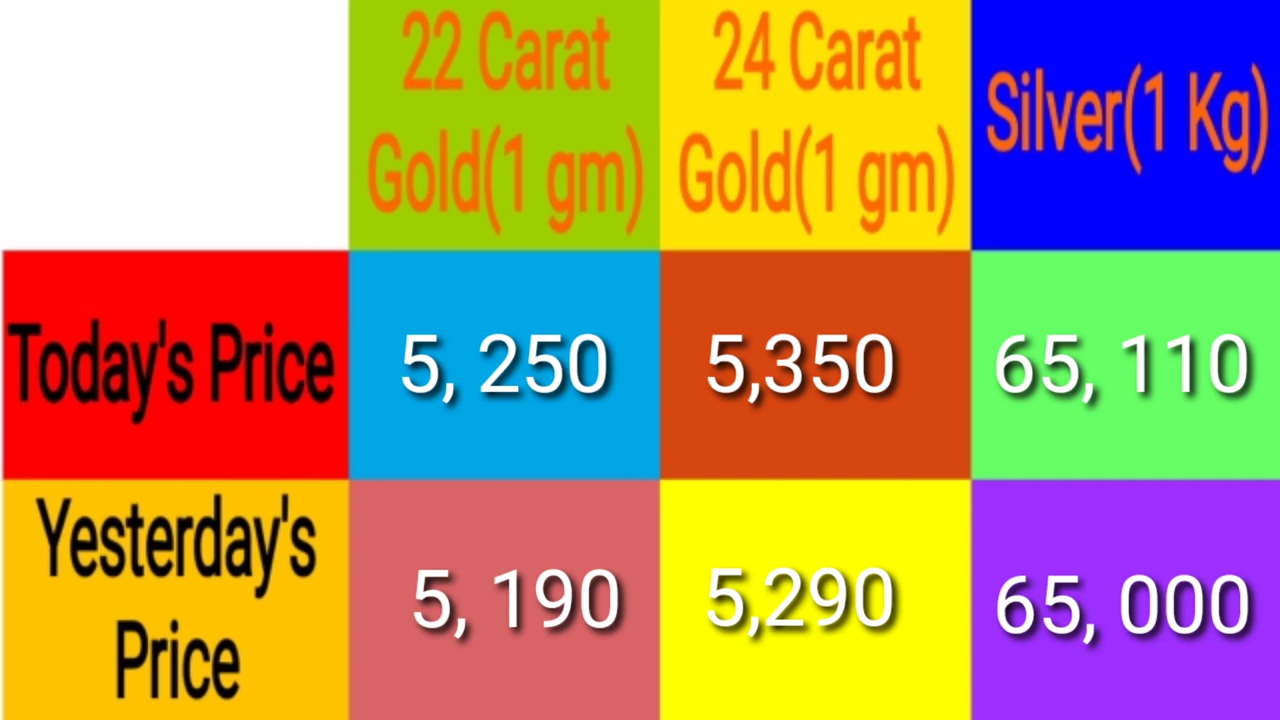 22 Carat
Gold(1 gm)
24 Carat
Gold(1 gm)
Silver(1 Kg)
Today's Price
5, 250
5,350
65, 110
Yesterday's
Price
5, 190
5,290
65, 000